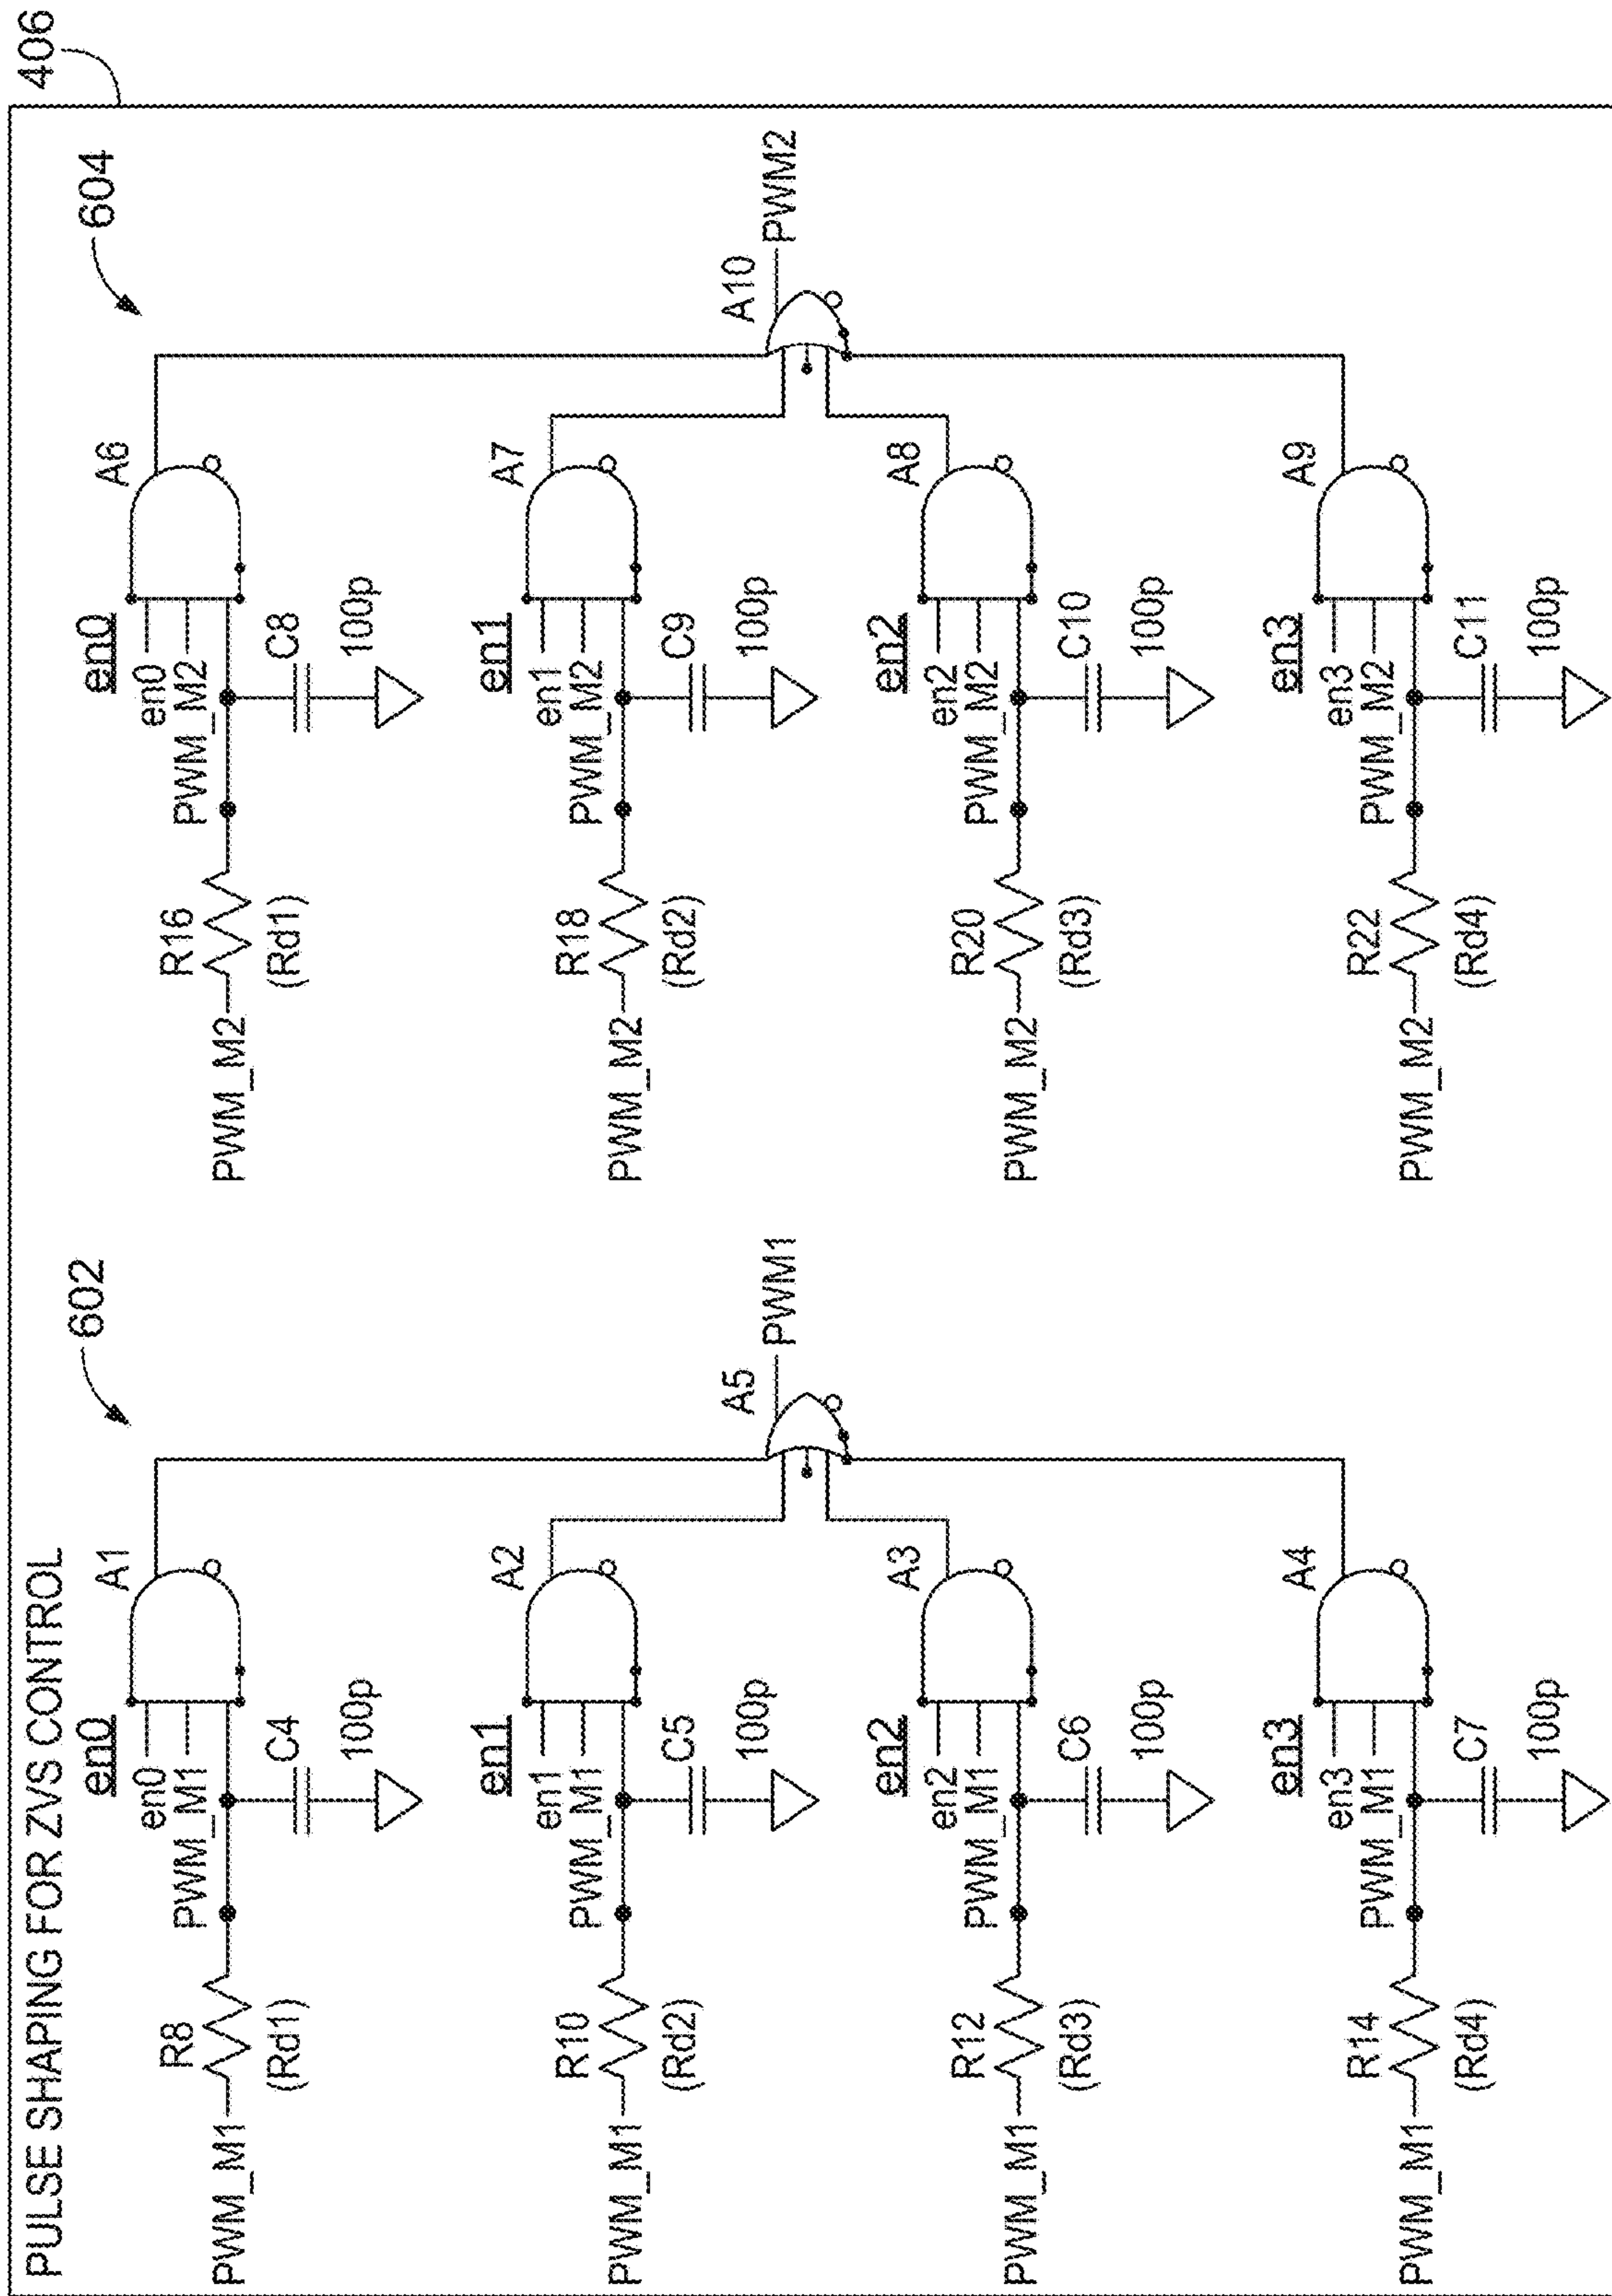 406
PULSE SHAPING FOR ZVS CONTROL
602
en0
A1
en0
PWM_M1
R8
(Rd1)
PWM_M1
C4
100p
en1
A2
en1
PWM_M1
R10
(Rd2)
PWM_M1
C5
100p
A5
PWM1
en2
A3
en2
PWM_M1
R12
(Rd3)
PWM_M1
C6
100p
en3
A4
en3
PWM_M1
R14
(Rd4)
PWM_M1
C7
100p
604
en0
A6
en0
PWM_M2
R16
(Rd1)
PWM_M2
C8
100p
en1
A7
en1
PWM_M2
R18
(Rd2)
PWM_M2
C9
100p
A10
PWM2
en2
A8
en2
PWM_M2
R20
(Rd3)
PWM_M2
C10
100p
en3
A9
en3
PWM_M2
R22
(Rd4)
PWM_M2
C11
100p